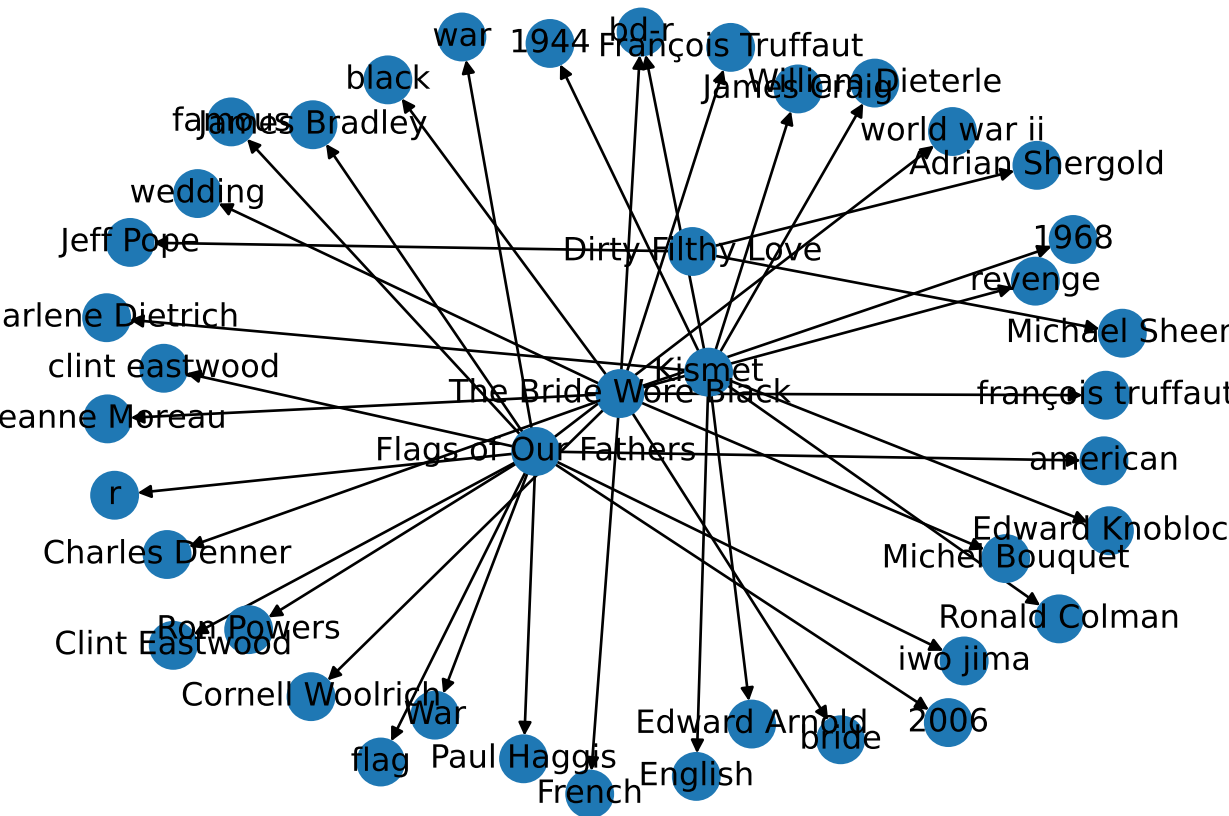 bd-r
war
1944
François Truffaut
black
William Dieterle
James Craig
famous
James Bradley
world war ii
Adrian Shergold
wedding
Jeff Pope
1968
Dirty Filthy Love
revenge
arlene Dietrich
Michael Sheer
clint eastwood
Kismet
The Bride Wore Black
françois truffaut
eanne Moreau
Flags of Our Fathers
american
r
Edward Knobloc
Charles Denner
Michel Bouquet
Ronald Colman
Ron Powers
Clint Eastwood
iwo jima
Cornell Woolrich
War
Edward Arnold
2006
bride
flag
Paul Haggis
English
French